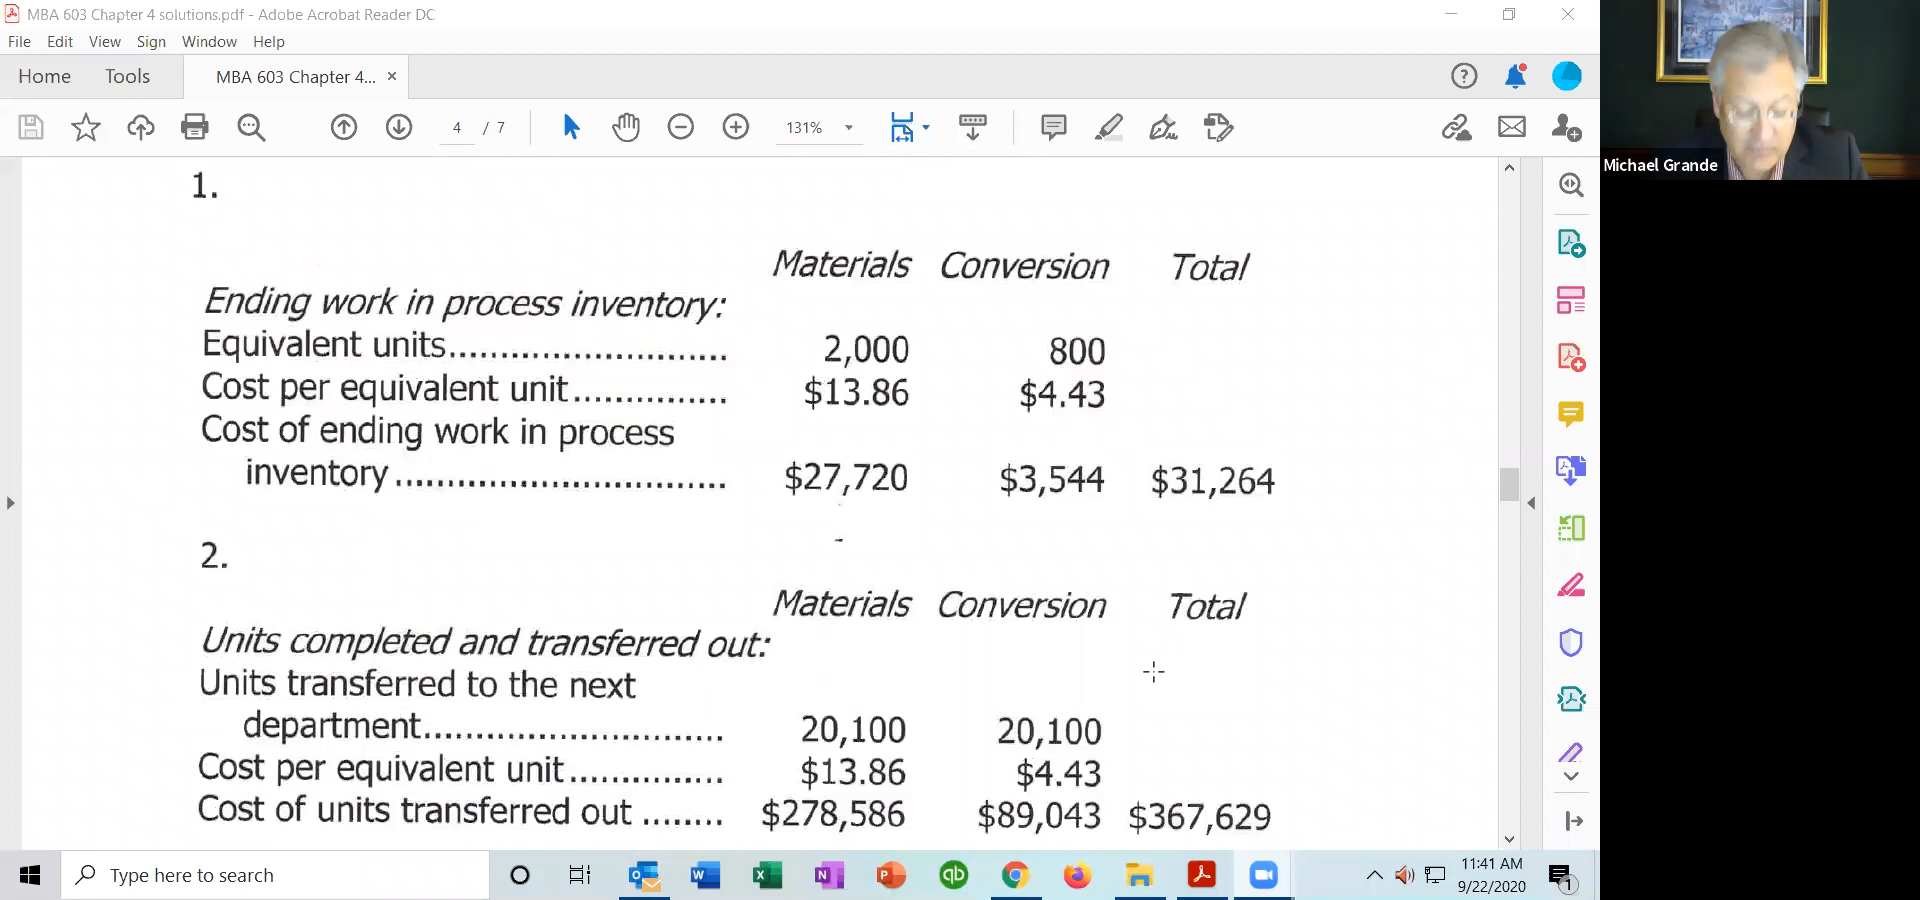 MBA 603 Chapter 4 solutions.pdf - Adobe Acrobat Reader DC
File Edit View Sign Window Help
Home Tools MBA 603 Chapter 4... ×
4 / 7 131%
Michael Grande
1.
Materials Conversion Total
Ending work in process inventory:
Equivalent units............................ 2,000 800
Cost per equivalent unit............... $13.86 $4.43
Cost of ending work in process
inventory................................. $27,720 $3,544 $31,264
2.
Materials Conversion Total
Units completed and transferred out:
Units transferred to the next
department.............................. 20,100 20,100
Cost per equivalent unit............... $13.86 $4.43
Cost of units transferred out ........ $278,586 $89,043 $367,629
Type here to search
11:41 AM
9/22/2020
1